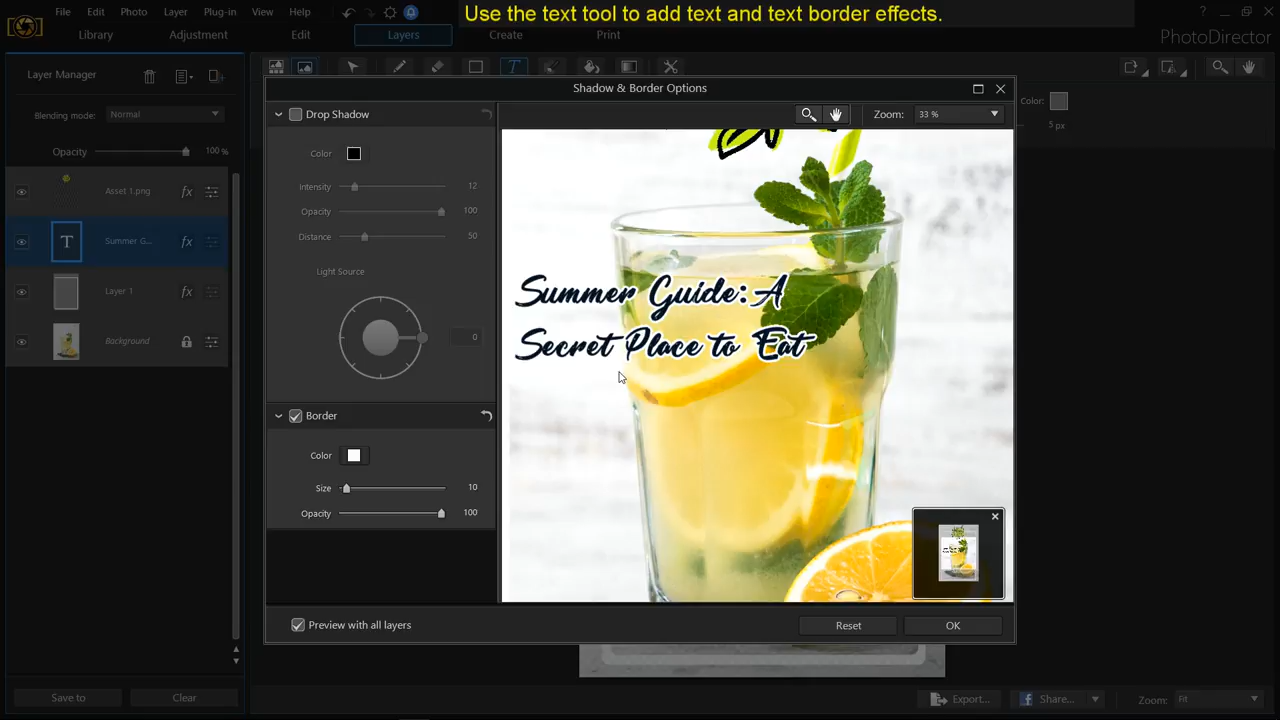 Use the text tool to add text and text border effects.
File Edit Photo Layer Plug-in View Help
Library Adjustment Edit Layers Create Print
PhotoDirector
Layer Manager
Shadow & Border Options
Blending mode: Normal
Drop Shadow
Zoom: 33 %
Color:
5 px
Opacity 100 %
Color
Asset 1.png fx
Intensity 12
Opacity 100
Distance 50
T Summer G... fx
Light Source
Layer 1 fx
Summer Guide: A
Secret Place to Eat
0
Background
Border
Color
Size 10
Opacity 100
Preview with all layers
Reset
OK
Save to
Clear
Export...
Share...
Zoom: Fit